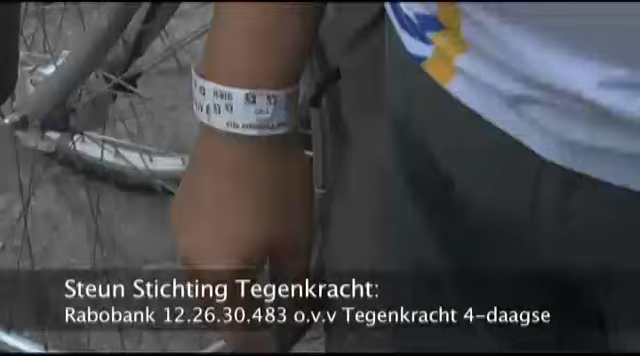 Steun Stichting Tegenkracht:
Rabobank 12.26.30.483 o.v.v Tegenkracht 4-daagse